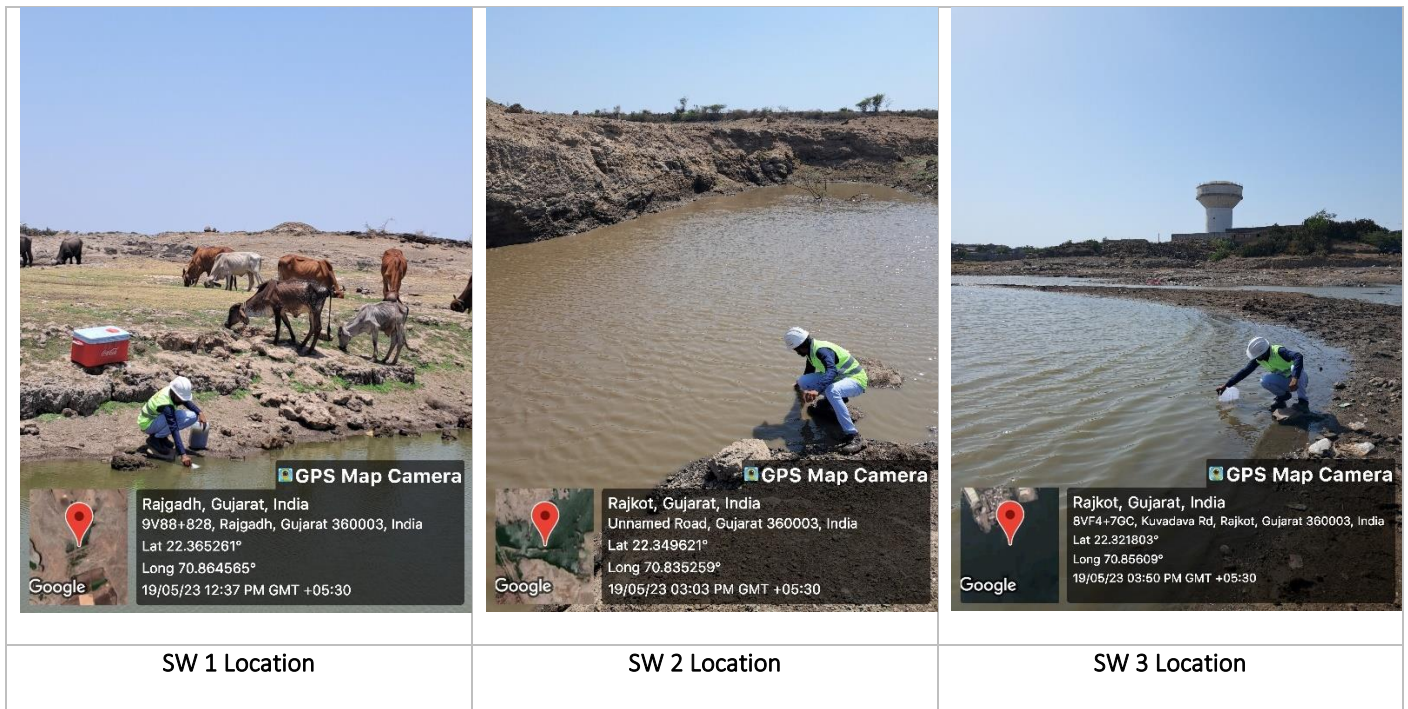 GPS Map Camera
Rajgadh, Gujarat, India
9V88+828, Rajgadh, Gujarat 360003, India
Lat 22.365261°
Long 70.864565°
19/05/23 12:37 PM GMT +05:30
Google
Coca-Cola
SW 1 Location
GPS Map Camera
Rajkot, Gujarat, India
Unnamed Road, Gujarat 360003, India
Lat 22.349621°
Long 70.835259°
19/05/23 03:03 PM GMT +05:30
Google
SW 2 Location
GPS Map Camera
Rajkot, Gujarat, India
8VF4+7GC, Kuvadava Rd, Rajkot, Gujarat 360003, India
Lat 22.321803°
Long 70.85609°
19/05/23 03:50 PM GMT +05:30
Google
SW 3 Location